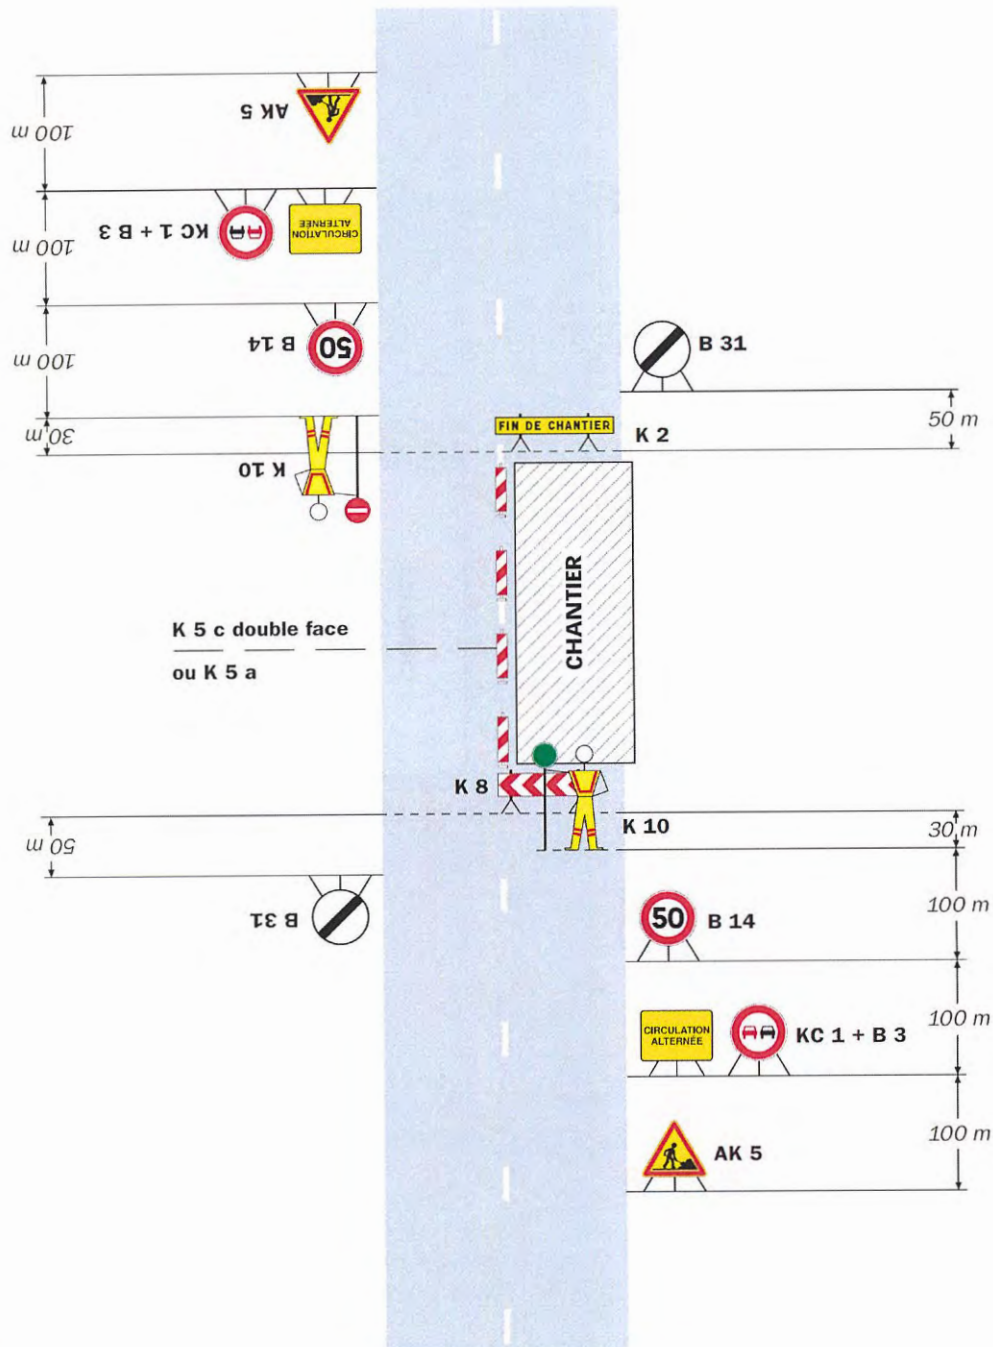 AK 5
100 m
CIRCULATION
ALTERNÉE
KC 1 + B 3
100 m
50
B 14
100 m
B 31
50 m
FIN DE CHANTIER
K 2
30 m
K 10
CHANTIER
K 5 c double face
ou K 5 a
K 8
K 10
30 m
50 m
B 31
50
B 14
100 m
CIRCULATION
ALTERNÉE
KC 1 + B 3
100 m
AK 5
100 m